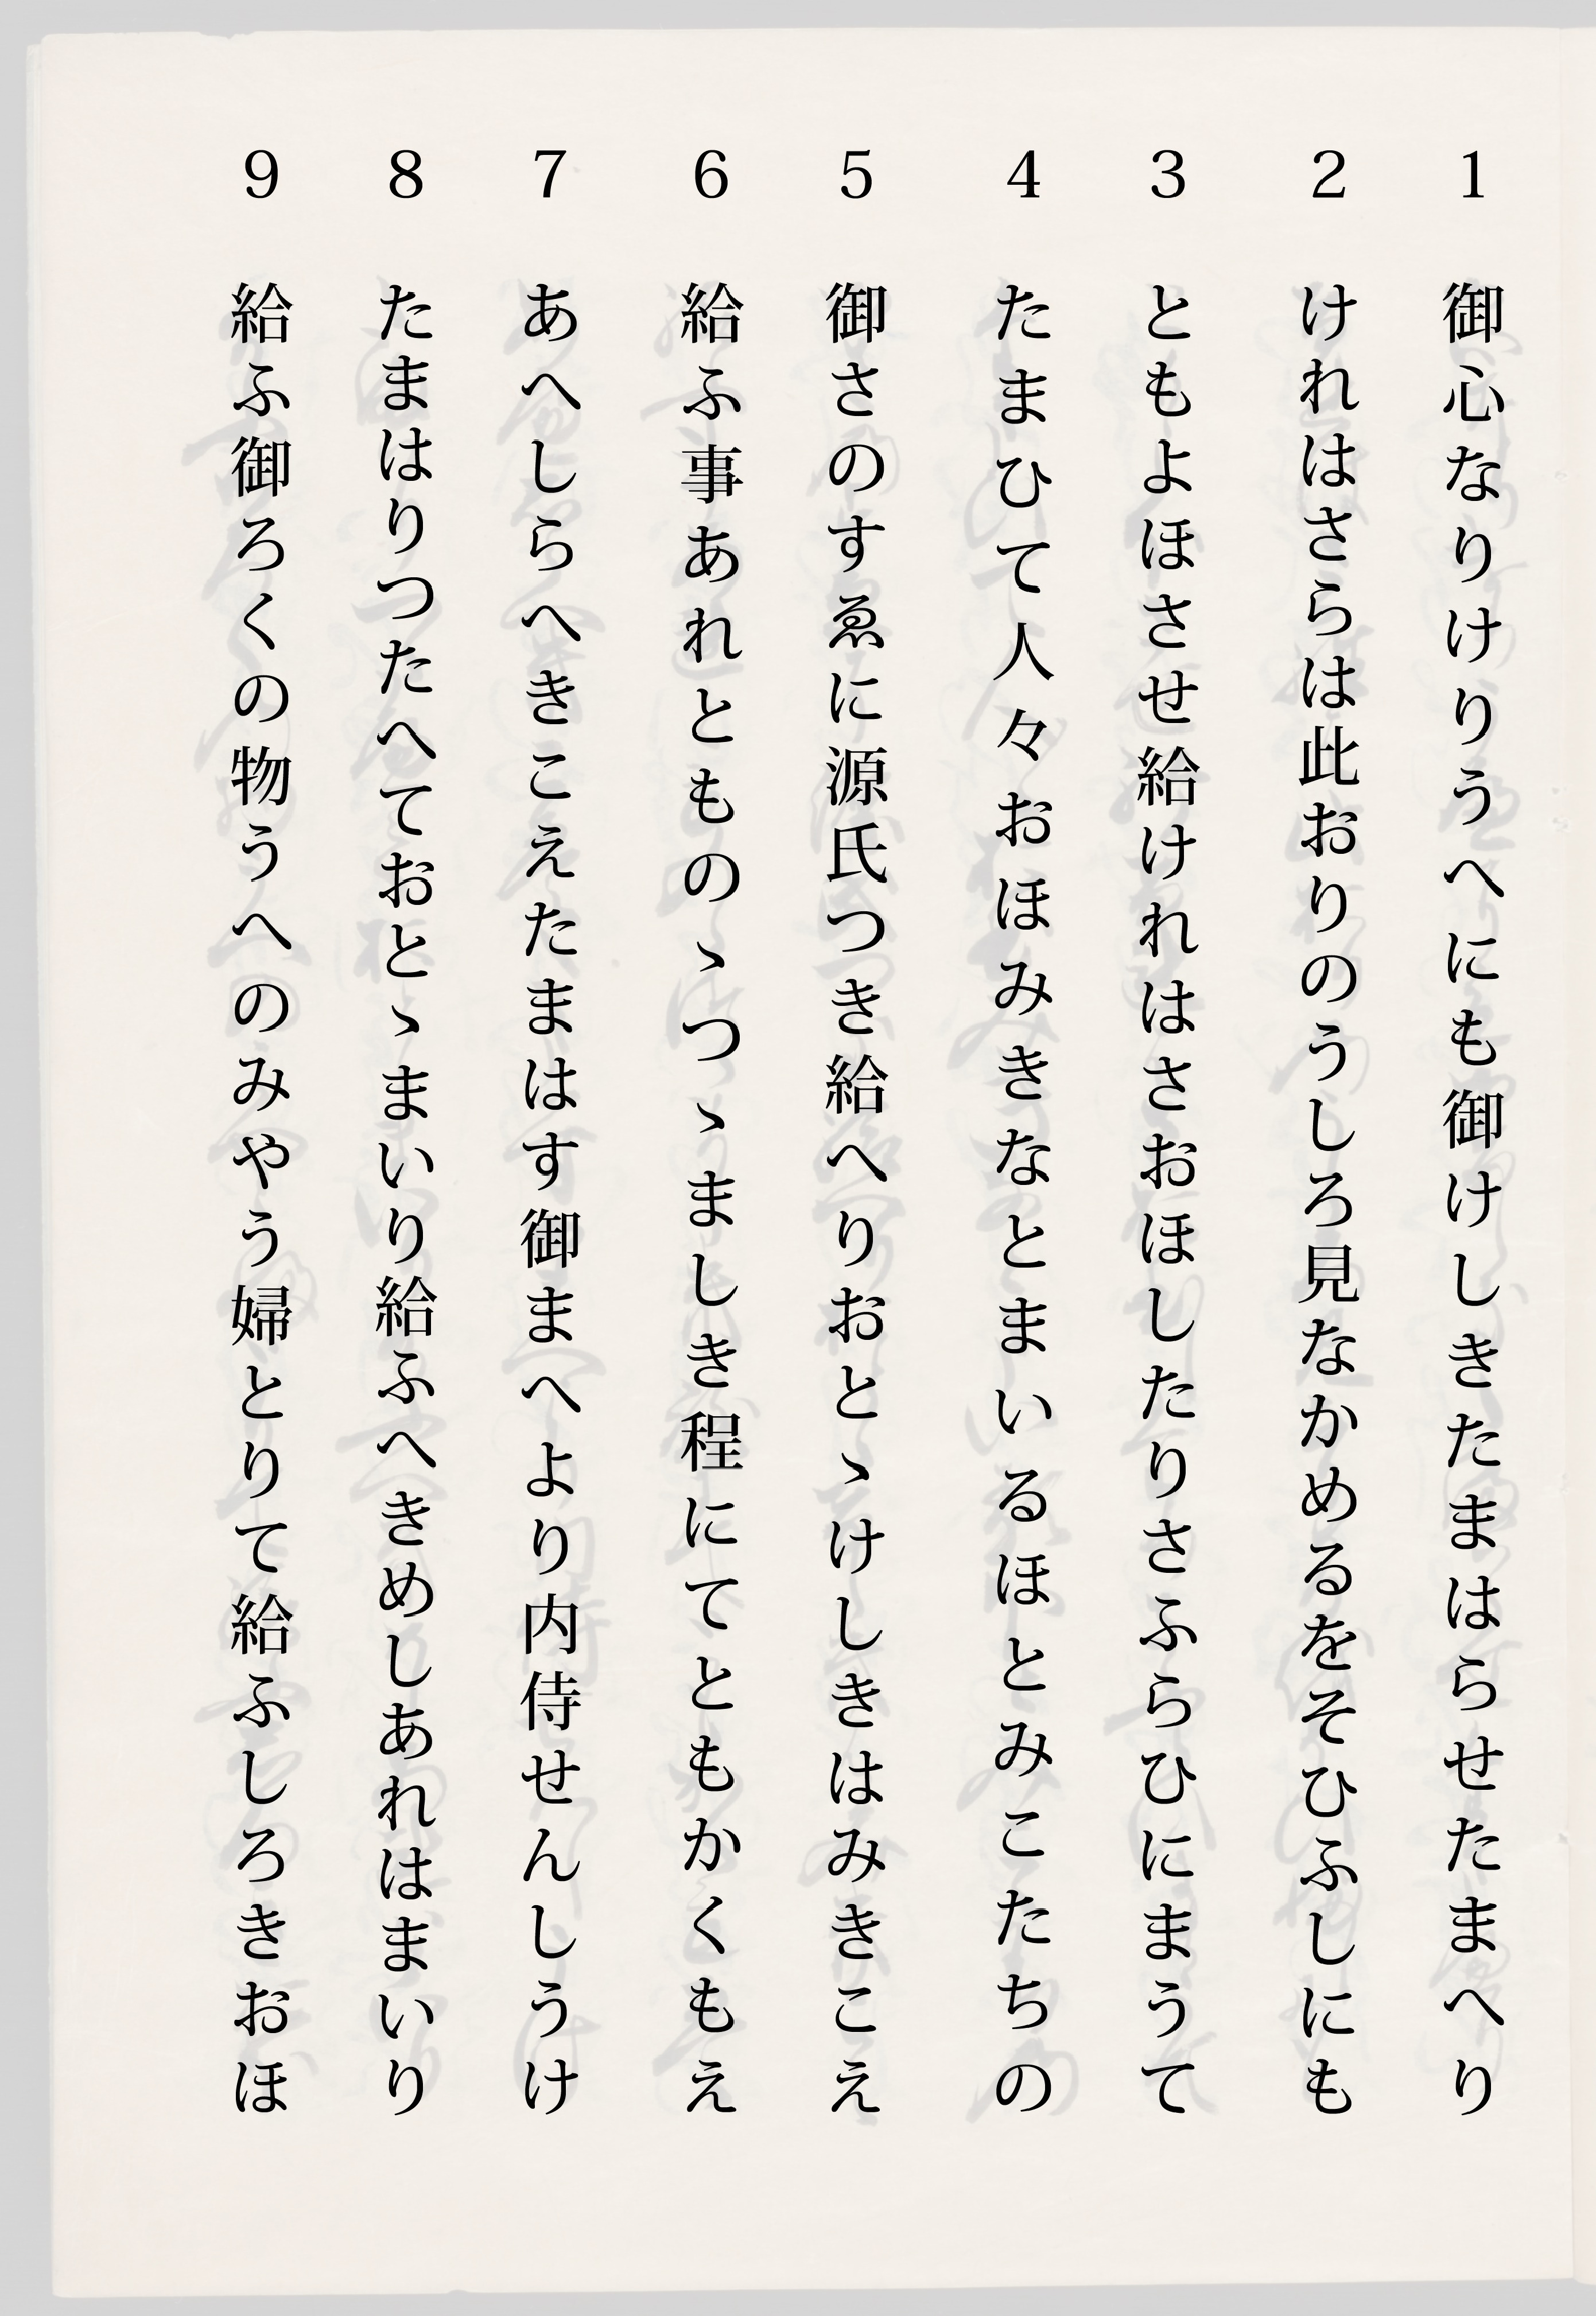 1 御心なりけりうへにも御けしきたまはらせたまへり
2 けれはさらは此おりのうしろ見なかめるをそひふしにも
3 ともよほさせ給けれはさおほしたりさふらひにまうて
4 たまひて人々おほみきなとまいるほとみこたちの
5 御さのすゑに源氏つき給へりおとゝけしきはみきこえ
6 給ふ事あれとものゝつゝましき程にてともかくもえ
7 あへしらへきこえたまはす御まへより内侍せんしうけ
8 たまはりつたへておとゝまいり給ふへきめしあれはまいり
9 給ふ御ろくの物うへのみやう婦とりて給ふしろきおほ